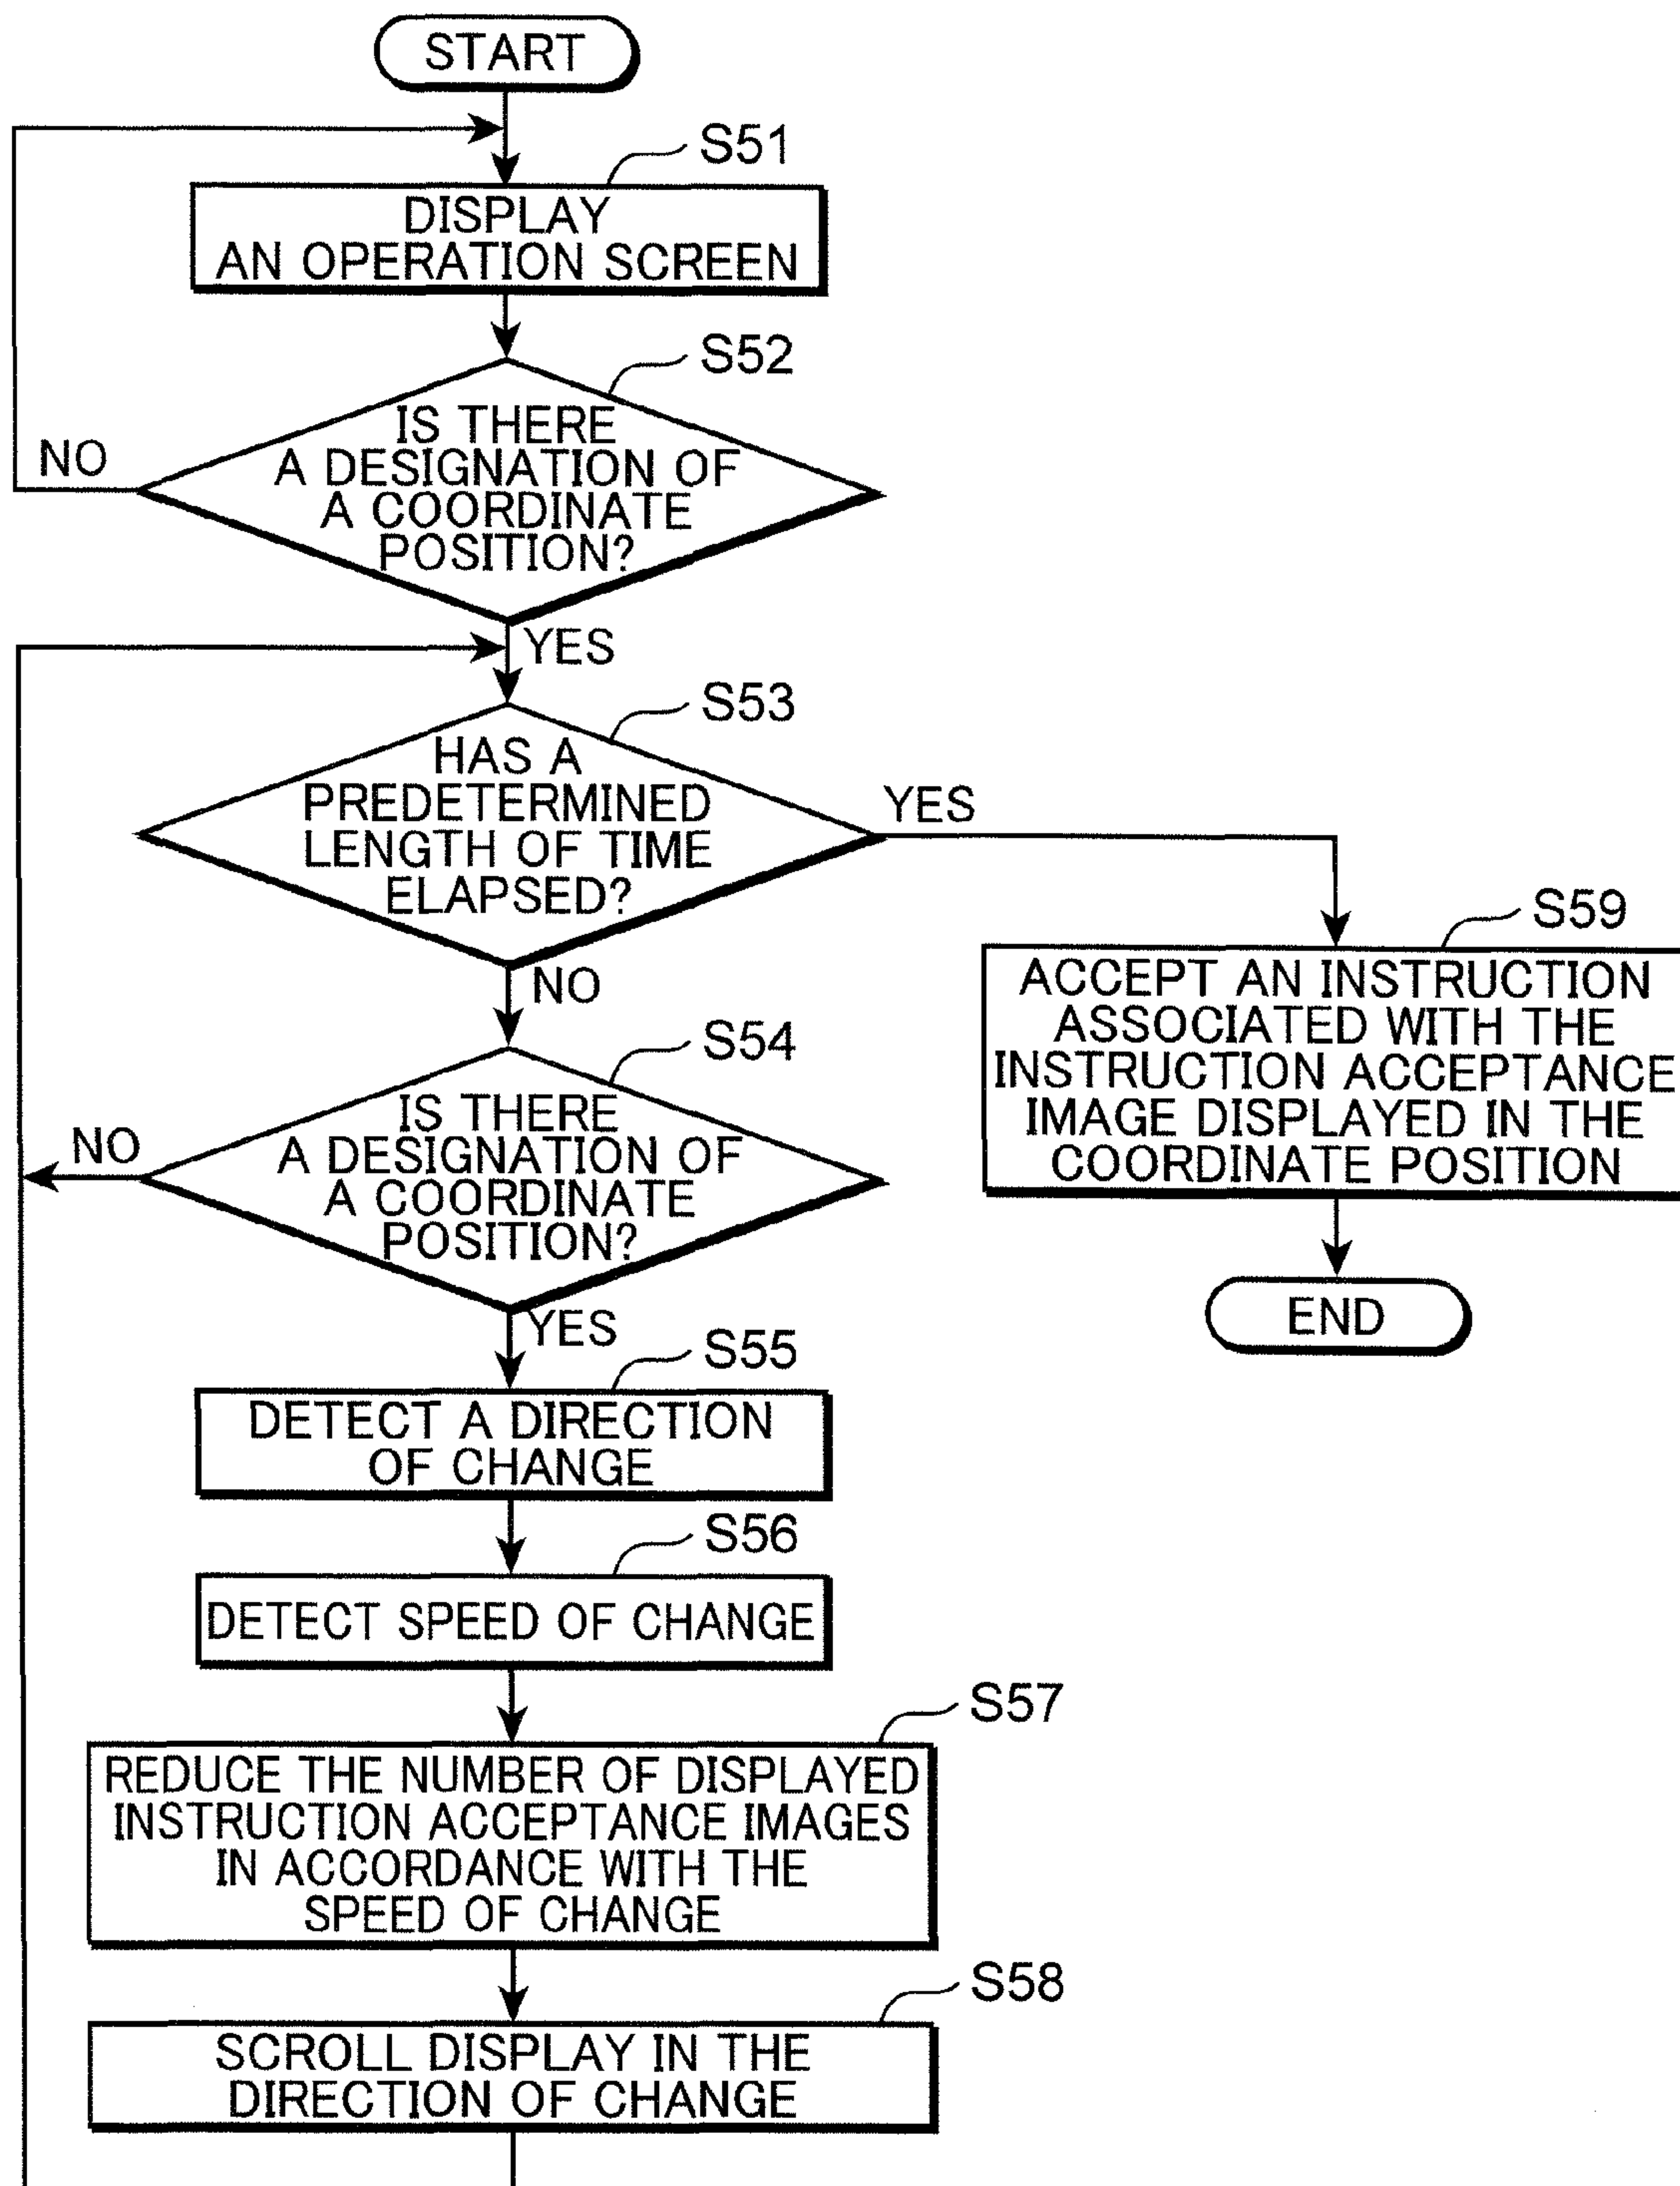 START
S51
DISPLAY
AN OPERATION SCREEN
S52
IS THERE
A DESIGNATION OF
A COORDINATE
POSITION?
NO
YES
S53
HAS A
PREDETERMINED
LENGTH OF TIME
ELAPSED?
YES
NO
S59
ACCEPT AN INSTRUCTION
ASSOCIATED WITH THE
INSTRUCTION ACCEPTANCE
IMAGE DISPLAYED IN THE
COORDINATE POSITION
END
S54
IS THERE
A DESIGNATION OF
A COORDINATE
POSITION?
NO
YES
S55
DETECT A DIRECTION
OF CHANGE
S56
DETECT SPEED OF CHANGE
S57
REDUCE THE NUMBER OF DISPLAYED
INSTRUCTION ACCEPTANCE IMAGES
IN ACCORDANCE WITH THE
SPEED OF CHANGE
S58
SCROLL DISPLAY IN THE
DIRECTION OF CHANGE